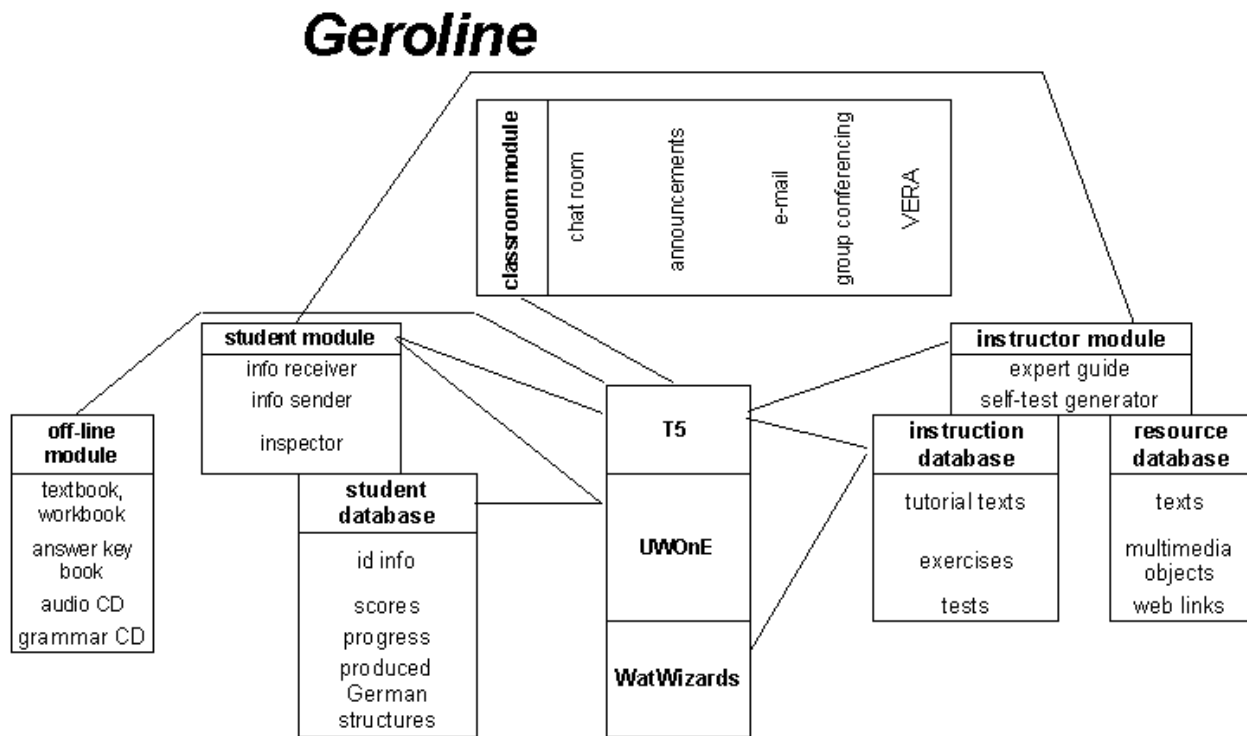 Geroline
classroom module
chat room
announcements
e-mail
group conferencing
VERA
student module
info receiver
info sender
inspector
instructor module
expert guide
self-test generator
off-line
module
textbook,
workbook
answer key
book
audio CD
grammar CD
student
database
id info
scores
progress
produced
German
structures
T5
UWOnE
WatWizards
instruction
database
tutorial texts
exercises
tests
resource
database
texts
multimedia
objects
web links